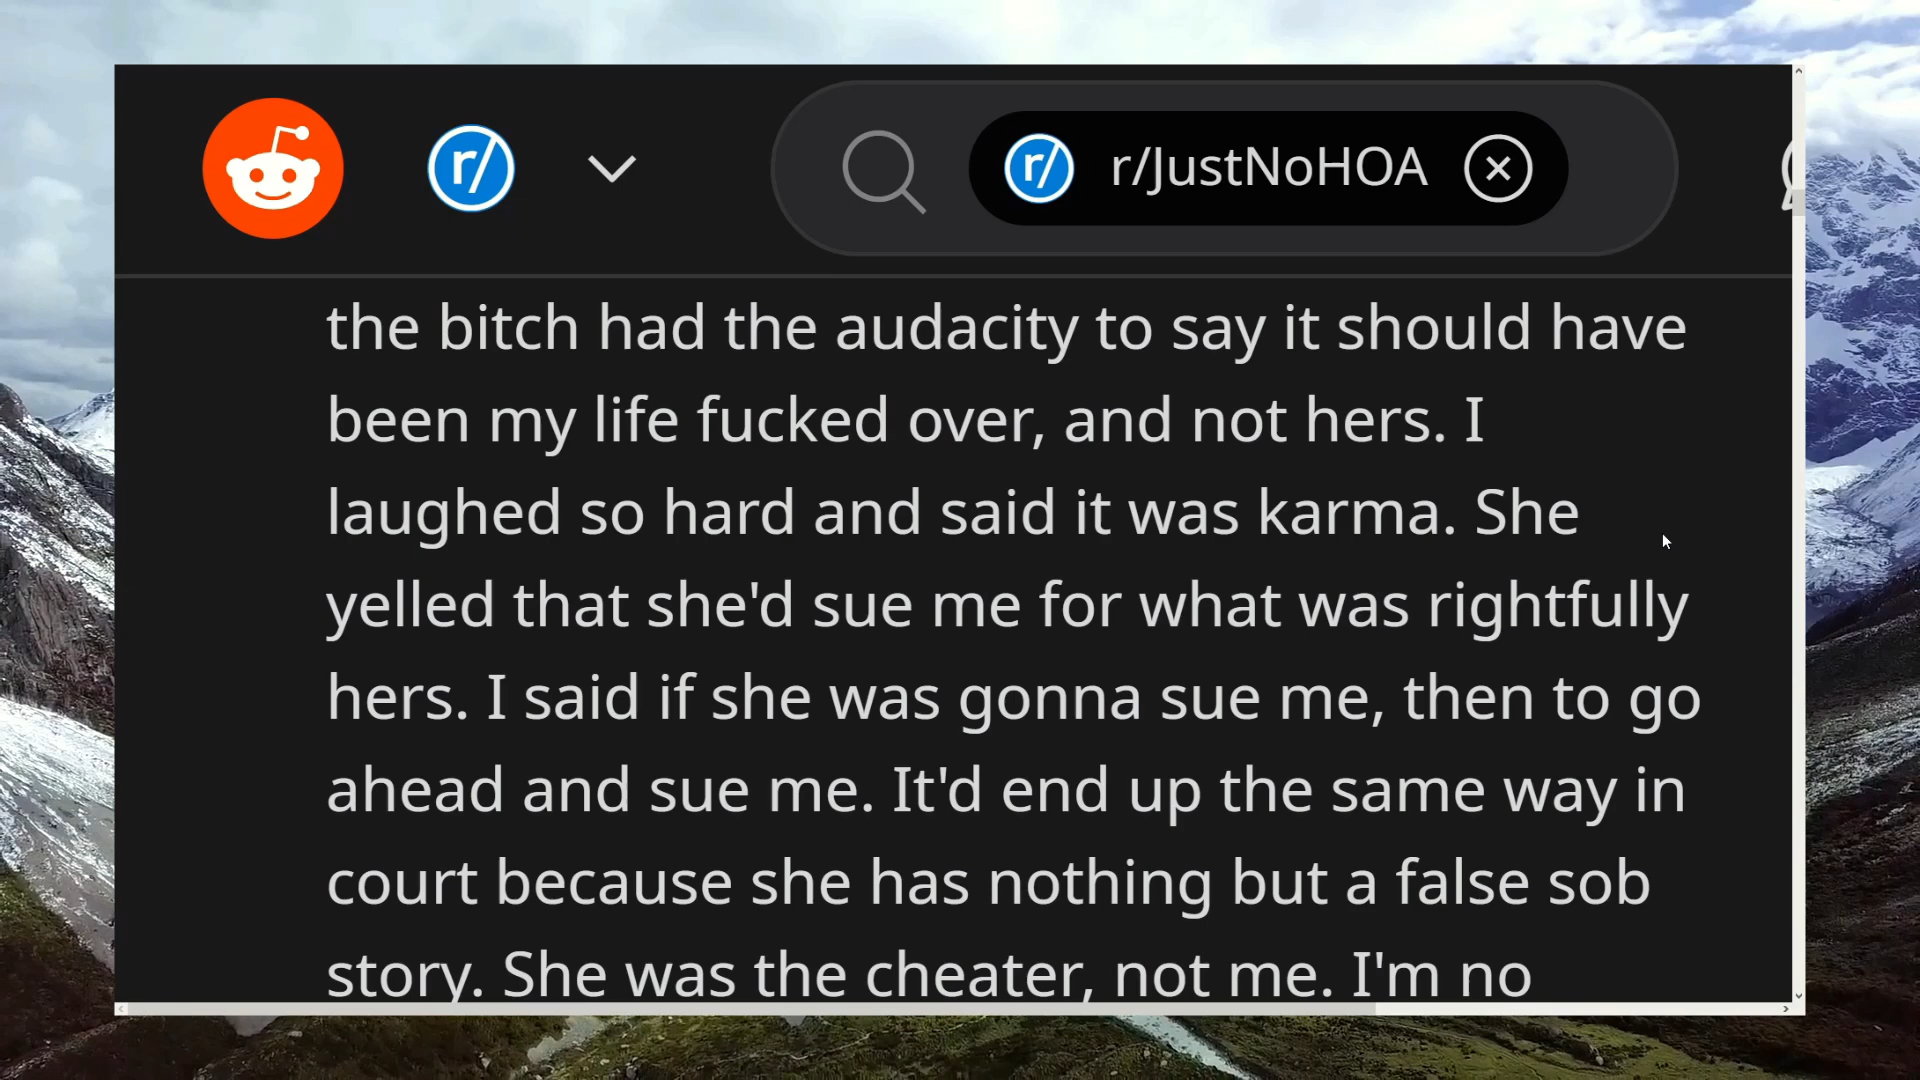 r/ r/ r/JustNoHOA
the bitch had the audacity to say it should have
been my life fucked over, and not hers. I
laughed so hard and said it was karma. She
yelled that she'd sue me for what was rightfully
hers. I said if she was gonna sue me, then to go
ahead and sue me. It'd end up the same way in
court because she has nothing but a false sob
story. She was the cheater, not me. I'm no